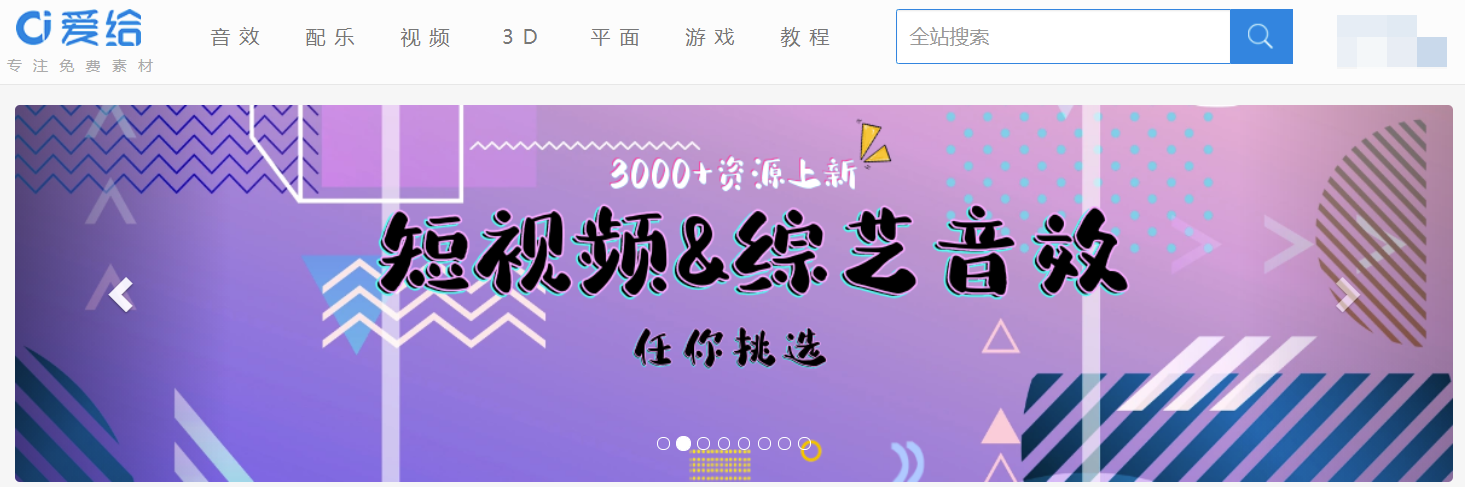 爱给
专注免费素材
音效 配乐 视频 3D 平面 游戏 教程
全站搜索
3000+资源上新
短视频&综艺音效
任你挑选